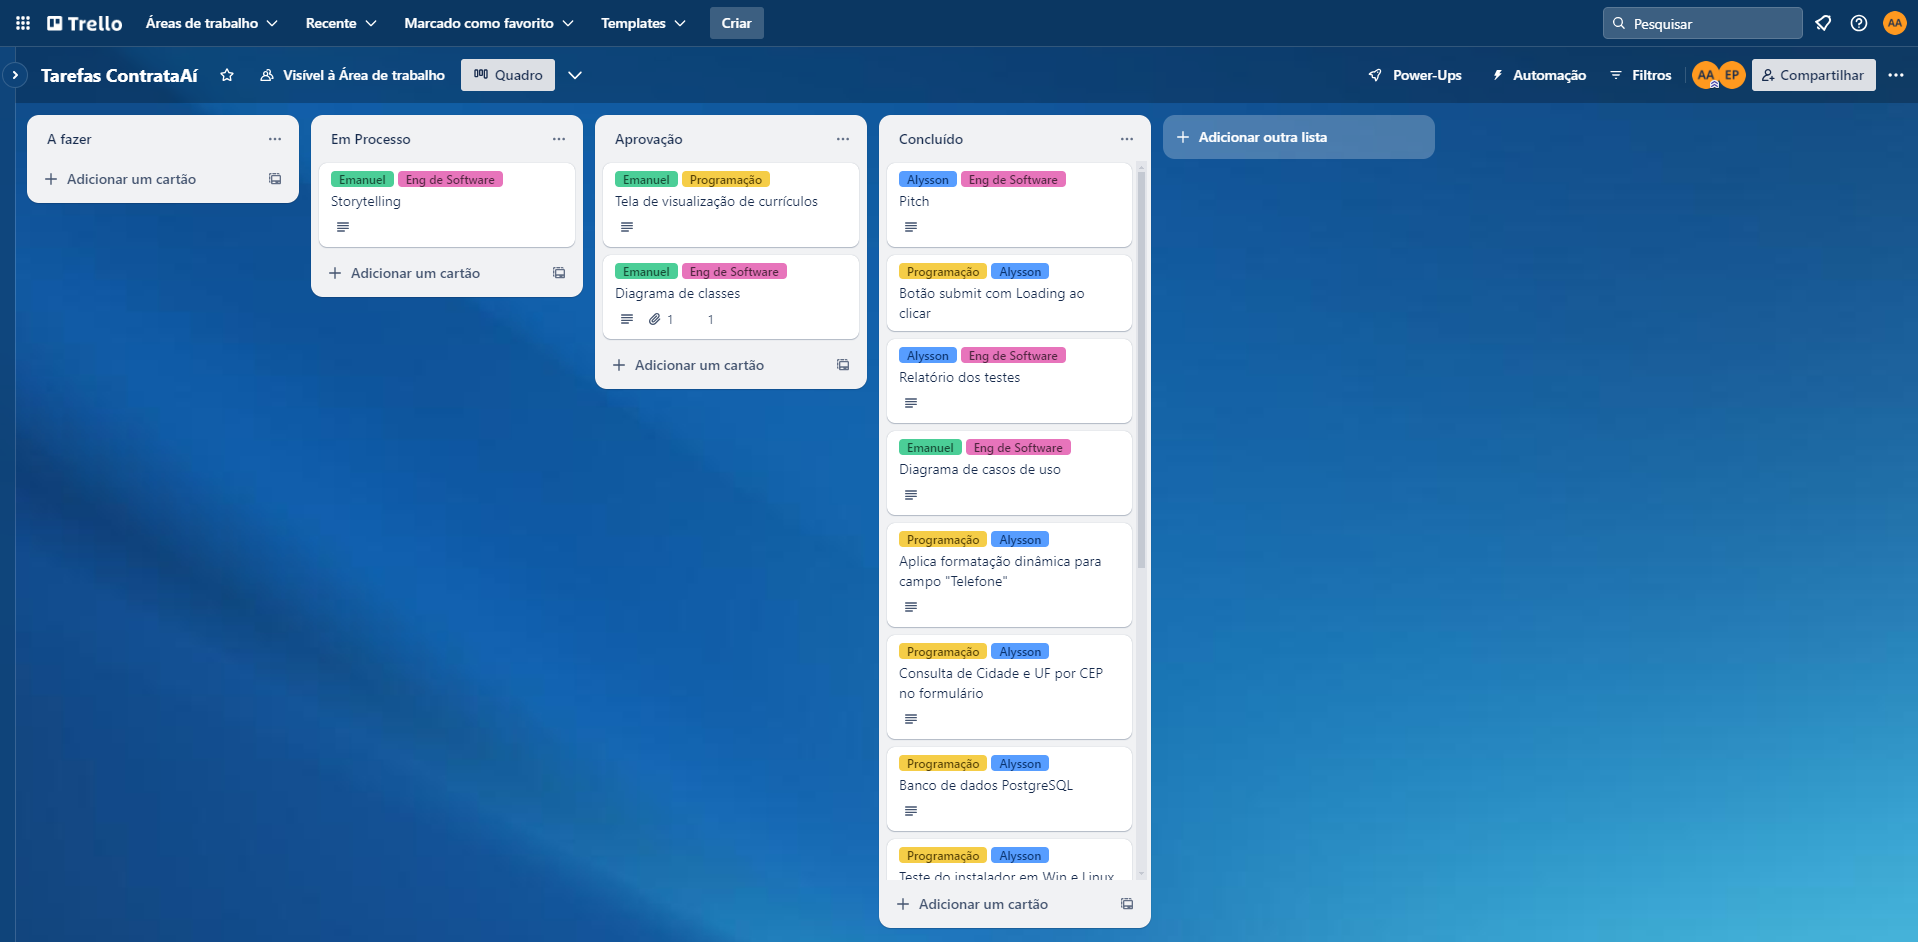 Trello
Áreas de trabalho
Recente
Marcado como favorito
Templates
Criar
Pesquisar
AA
Tarefas ContrataAí
Visível à Área de trabalho
Quadro
Power-Ups
Automação
Filtros
AA
EP
Compartilhar
A fazer
Adicionar um cartão
Em Processo
Emanuel Eng de Software
Storytelling
Adicionar um cartão
Aprovação
Emanuel Programação
Tela de visualização de currículos
Emanuel Eng de Software
Diagrama de classes
1 1
Adicionar um cartão
Concluído
Alysson Eng de Software
Pitch
Programação Alysson
Botão submit com Loading ao
clicar
Alysson Eng de Software
Relatório dos testes
Emanuel Eng de Software
Diagrama de casos de uso
Programação Alysson
Aplica formatação dinâmica para
campo "Telefone"
Programação Alysson
Consulta de Cidade e UF por CEP
no formulário
Programação Alysson
Banco de dados PostgreSQL
Programação Alysson
Teste do instalador em Win e Linux
Adicionar um cartão
Adicionar outra lista